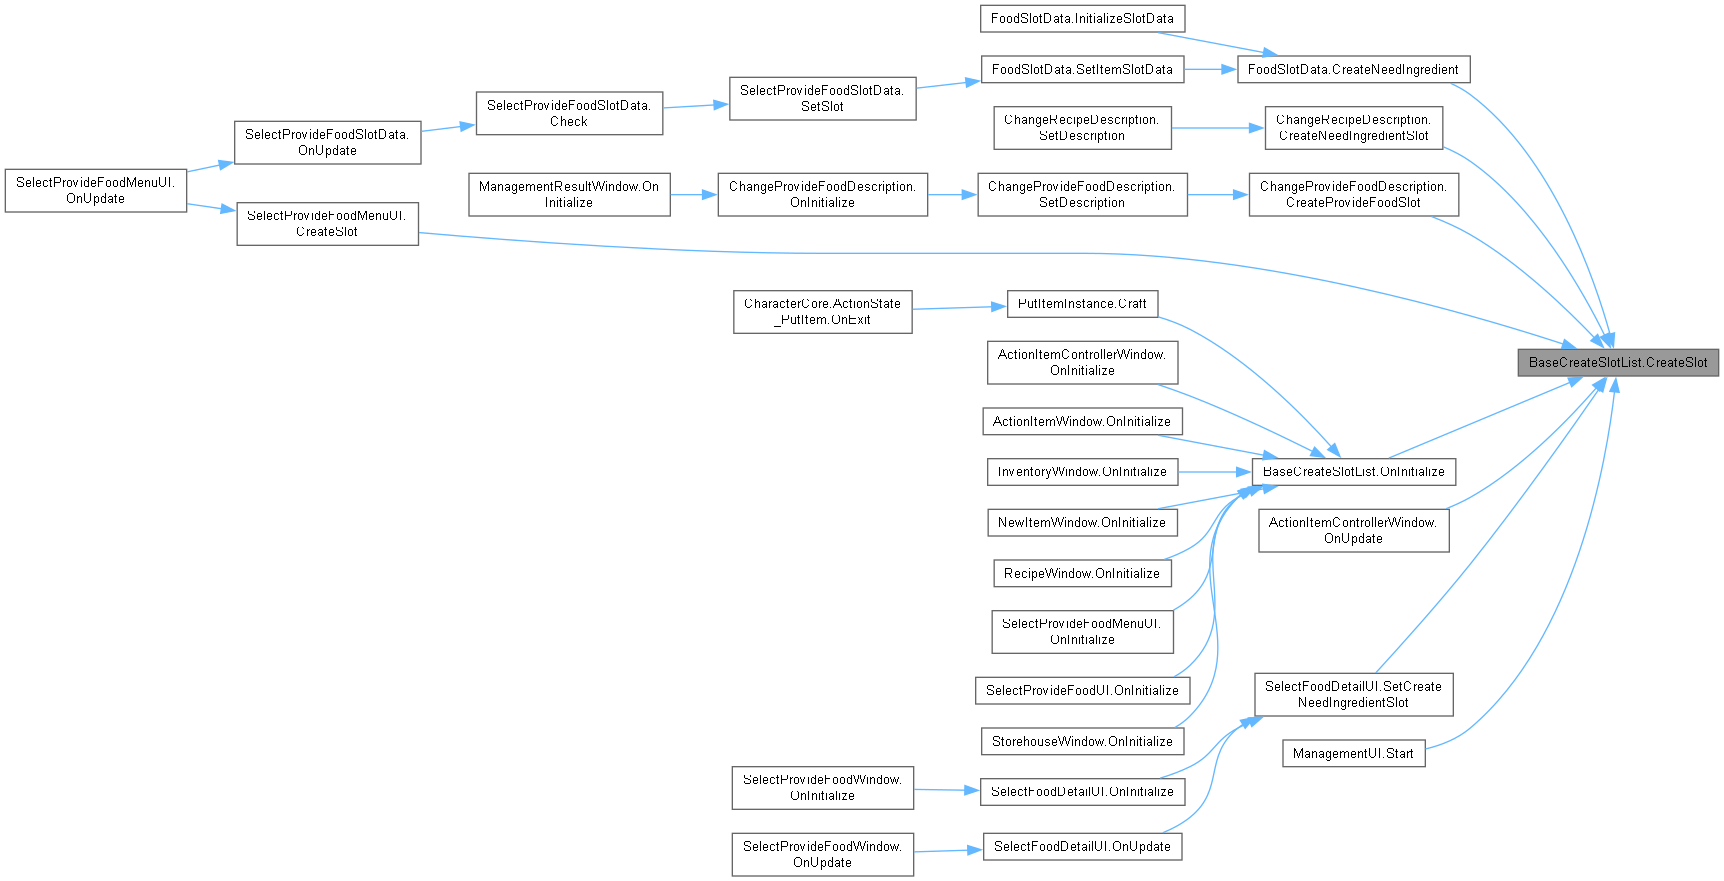 FoodSlotData.InitializeSlotData
FoodSlotData.SetItemSlotData
FoodSlotData.CreateNeedIngredient
SelectProvideFoodSlotData.
SetSlot
SelectProvideFoodSlotData.
Check
SelectProvideFoodSlotData.
OnUpdate
ChangeRecipeDescription.
SetDescription
ChangeRecipeDescription.
CreateNeedIngredientSlot
SelectProvideFoodMenuUI.
OnUpdate
ManagementResultWindow.On
Initialize
ChangeProvideFoodDescription.
OnInitialize
ChangeProvideFoodDescription.
SetDescription
ChangeProvideFoodDescription.
CreateProvideFoodSlot
SelectProvideFoodMenuUI.
CreateSlot
CharacterCore.ActionState
_PutItem.OnExit
PutItemInstance.Craft
ActionItemControllerWindow.
OnInitialize
BaseCreateSlotList.CreateSlot
ActionItemWindow.OnInitialize
InventoryWindow.OnInitialize
BaseCreateSlotList.OnInitialize
NewItemWindow.OnInitialize
ActionItemControllerWindow.
OnUpdate
RecipeWindow.OnInitialize
SelectProvideFoodMenuUI.
OnInitialize
SelectProvideFoodUI.OnInitialize
SelectFoodDetailUI.SetCreate
NeedIngredientSlot
StorehouseWindow.OnInitialize
ManagementUI.Start
SelectProvideFoodWindow.
OnInitialize
SelectFoodDetailUI.OnInitialize
SelectProvideFoodWindow.
OnUpdate
SelectFoodDetailUI.OnUpdate